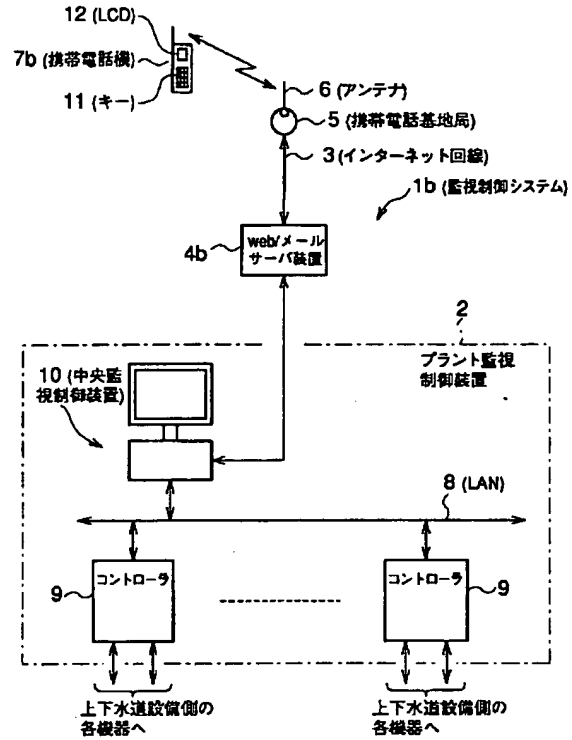 12 (LCD)
7b (携帯電話機)
11 (キー)
6 (アンテナ)
5 (携帯電話基地局)
3 (インターネット回線)
1b (監視制御システム)
web/メール
サーバ装置
4b
2
プラント監視
制御装置
10 (中央監
視制御装置)
8 (LAN)
コントローラ
9
コントローラ
9
上下水道設備側の
各機器へ
上下水道設備側の
各機器へ